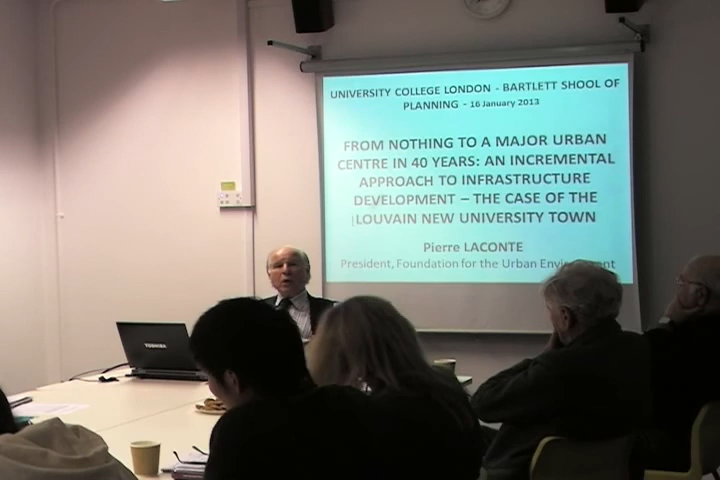 UNIVERSITY COLLEGE LONDON - BARTLETT SHOOL OF
PLANNING - 16 January 2013
FROM NOTHING TO A MAJOR URBAN
CENTRE IN 40 YEARS: AN INCREMENTAL
APPROACH TO INFRASTRUCTURE
DEVELOPMENT – THE CASE OF THE
LOUVAIN NEW UNIVERSITY TOWN
Pierre LACONTE
President, Foundation for the Urban Environment
TOSHIBA